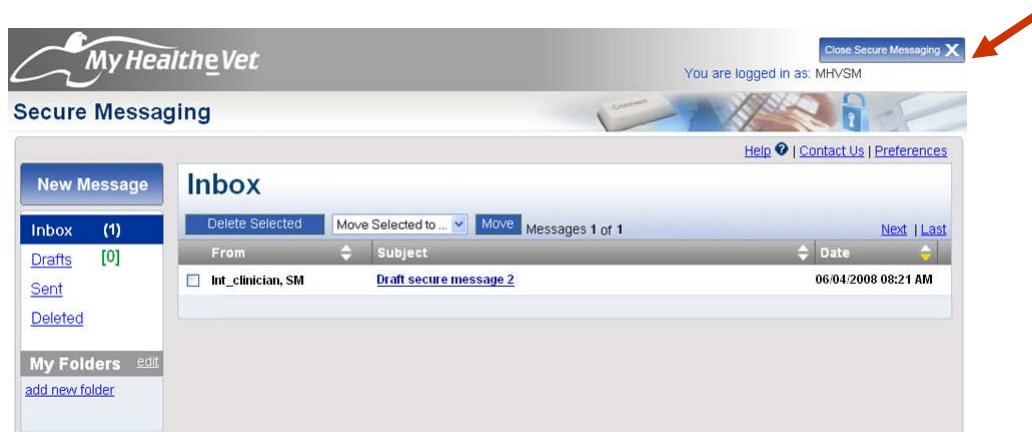 My HealtheVet
Close Secure Messaging X
You are logged in as: MHVSM
Secure Messaging
Connect
Help ? | Contact Us | Preferences
New Message
Inbox
Inbox (1)
Delete Selected Move Selected to ... Move Messages 1 of 1 Next | Last
From Subject Date
Drafts [0]
Int_clinician, SM Draft secure message 2 06/04/2008 08:21 AM
Sent
Deleted
My Folders edit
add new folder